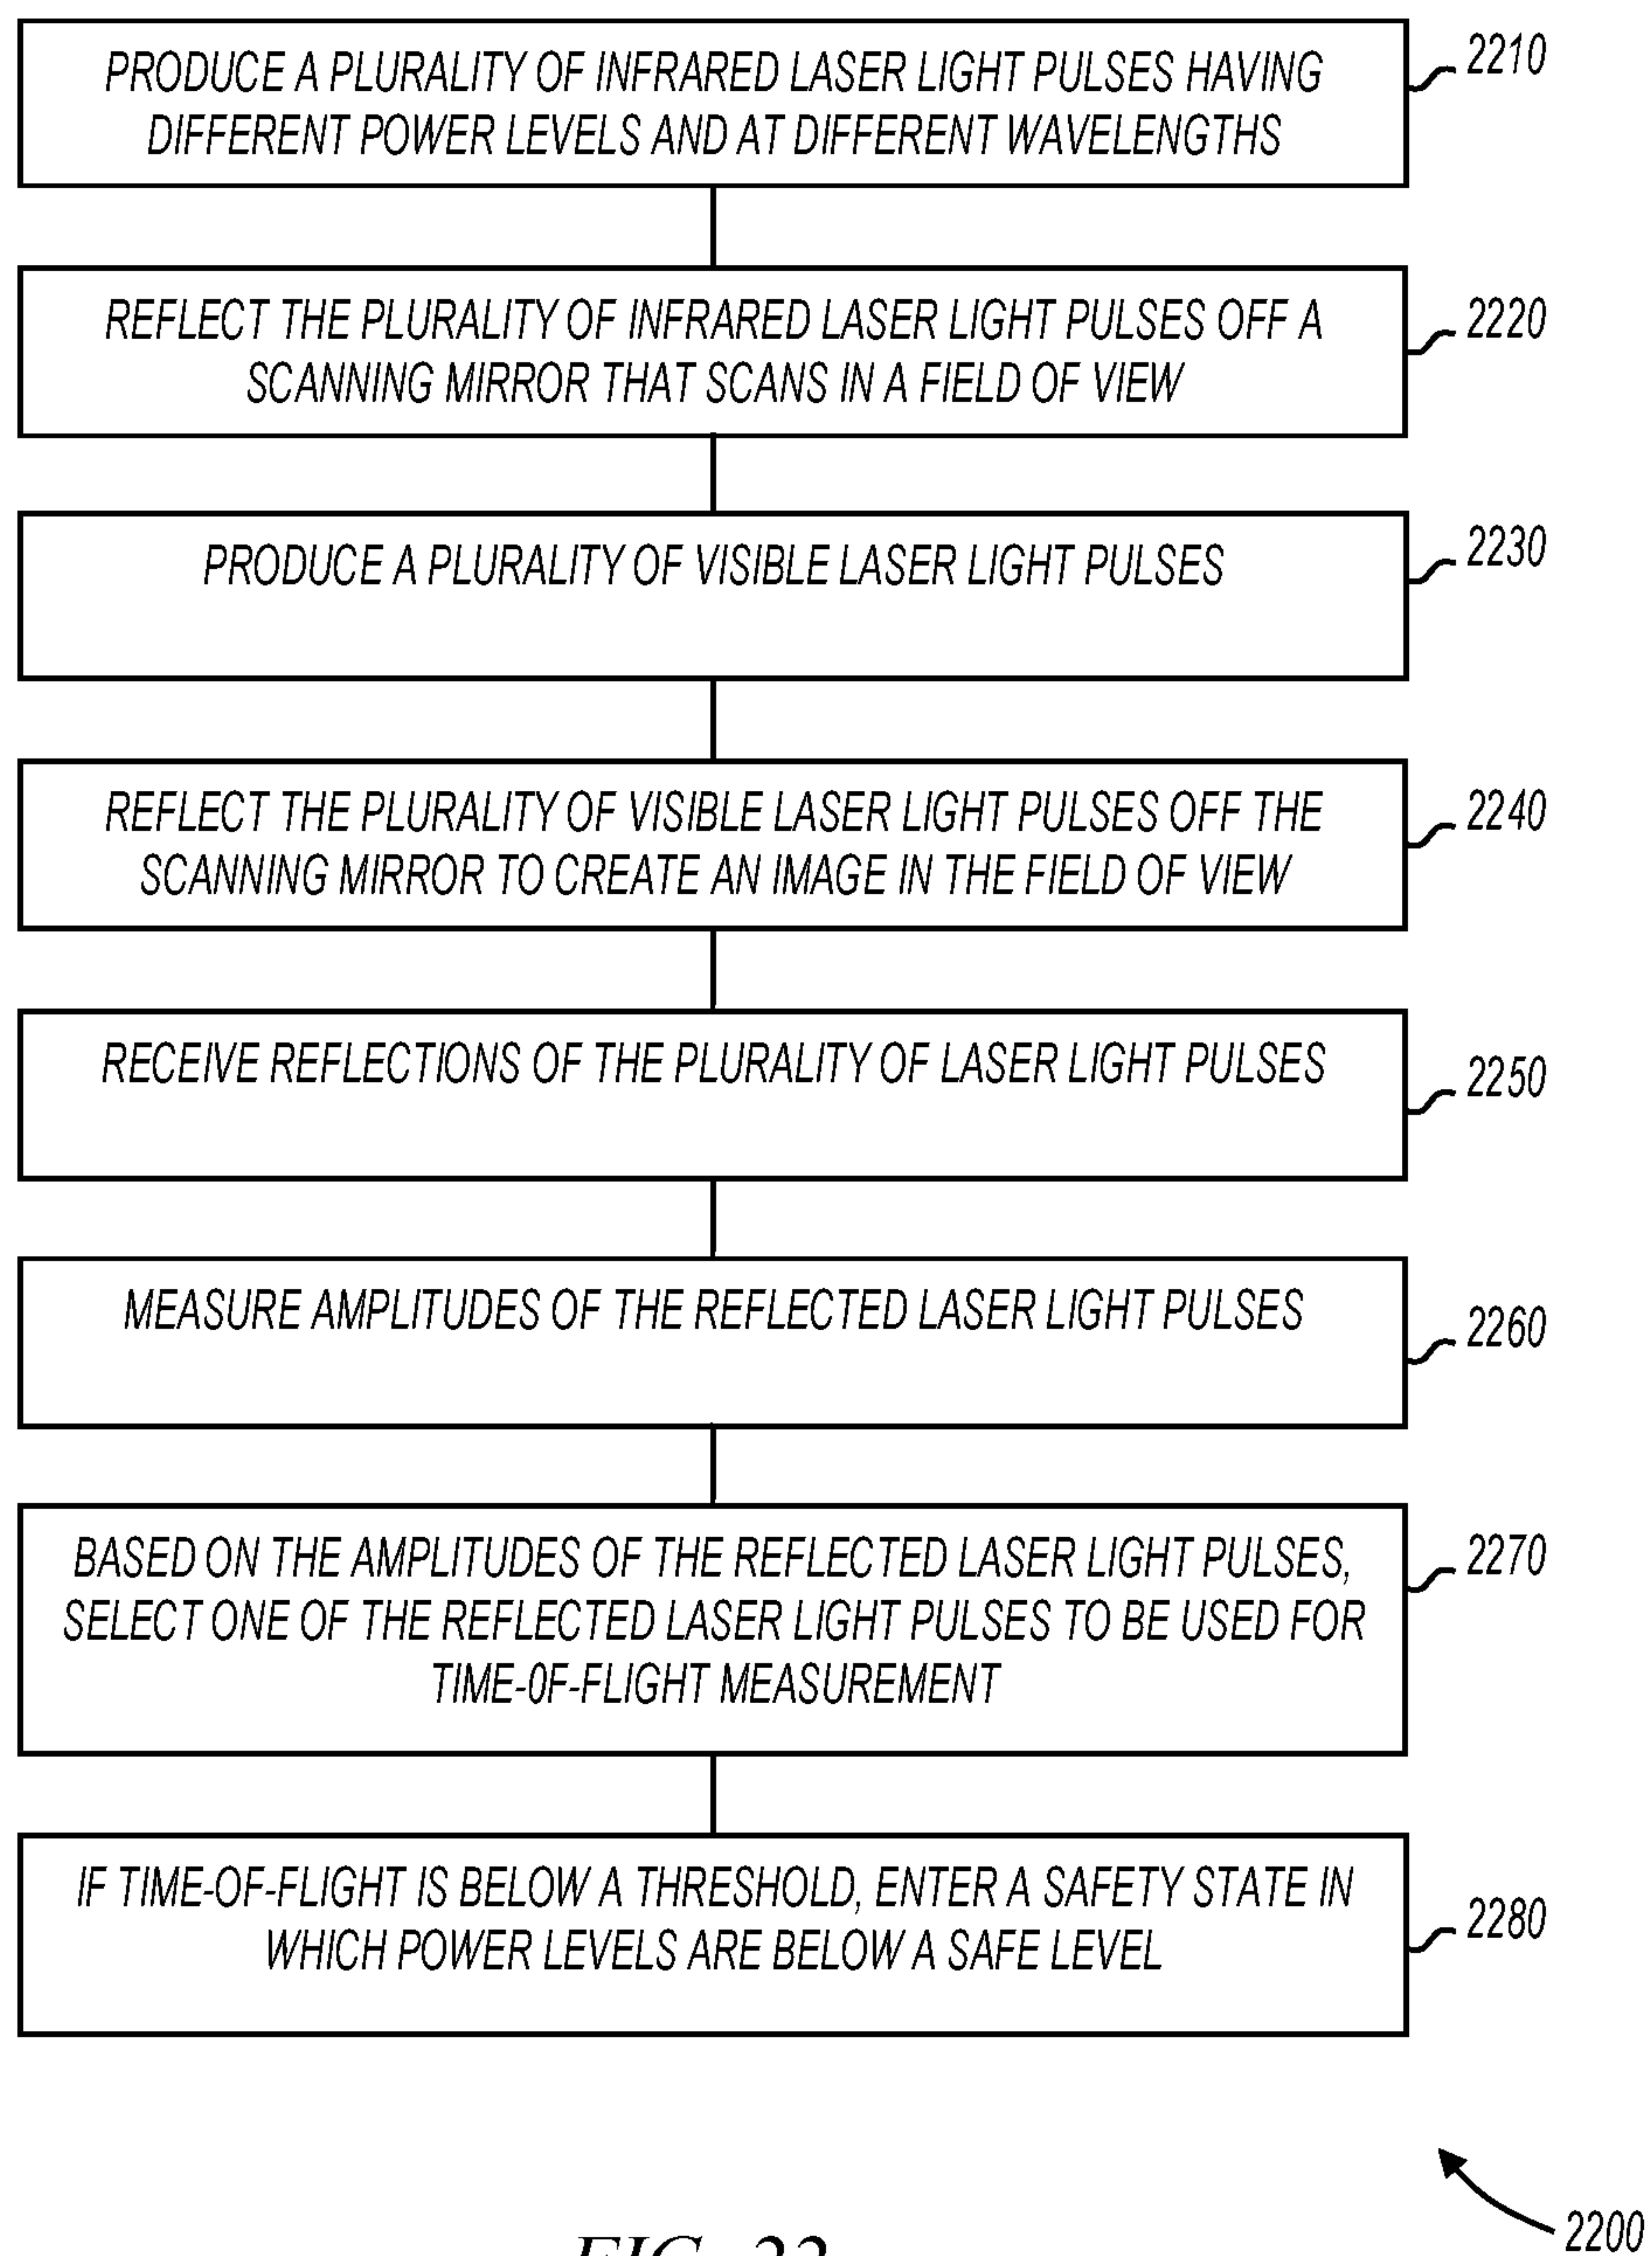 PRODUCE A PLURALITY OF INFRARED LASER LIGHT PULSES HAVING
DIFFERENT POWER LEVELS AND AT DIFFERENT WAVELENGTHS
2210
REFLECT THE PLURALITY OF INFRARED LASER LIGHT PULSES OFF A
SCANNING MIRROR THAT SCANS IN A FIELD OF VIEW
2220
PRODUCE A PLURALITY OF VISIBLE LASER LIGHT PULSES
2230
REFLECT THE PLURALITY OF VISIBLE LASER LIGHT PULSES OFF THE
SCANNING MIRROR TO CREATE AN IMAGE IN THE FIELD OF VIEW
2240
RECEIVE REFLECTIONS OF THE PLURALITY OF LASER LIGHT PULSES
2250
MEASURE AMPLITUDES OF THE REFLECTED LASER LIGHT PULSES
2260
BASED ON THE AMPLITUDES OF THE REFLECTED LASER LIGHT PULSES,
SELECT ONE OF THE REFLECTED LASER LIGHT PULSES TO BE USED FOR
TIME-0F-FLIGHT MEASUREMENT
2270
IF TIME-OF-FLIGHT IS BELOW A THRESHOLD, ENTER A SAFETY STATE IN
WHICH POWER LEVELS ARE BELOW A SAFE LEVEL
2280
2200
FIG.